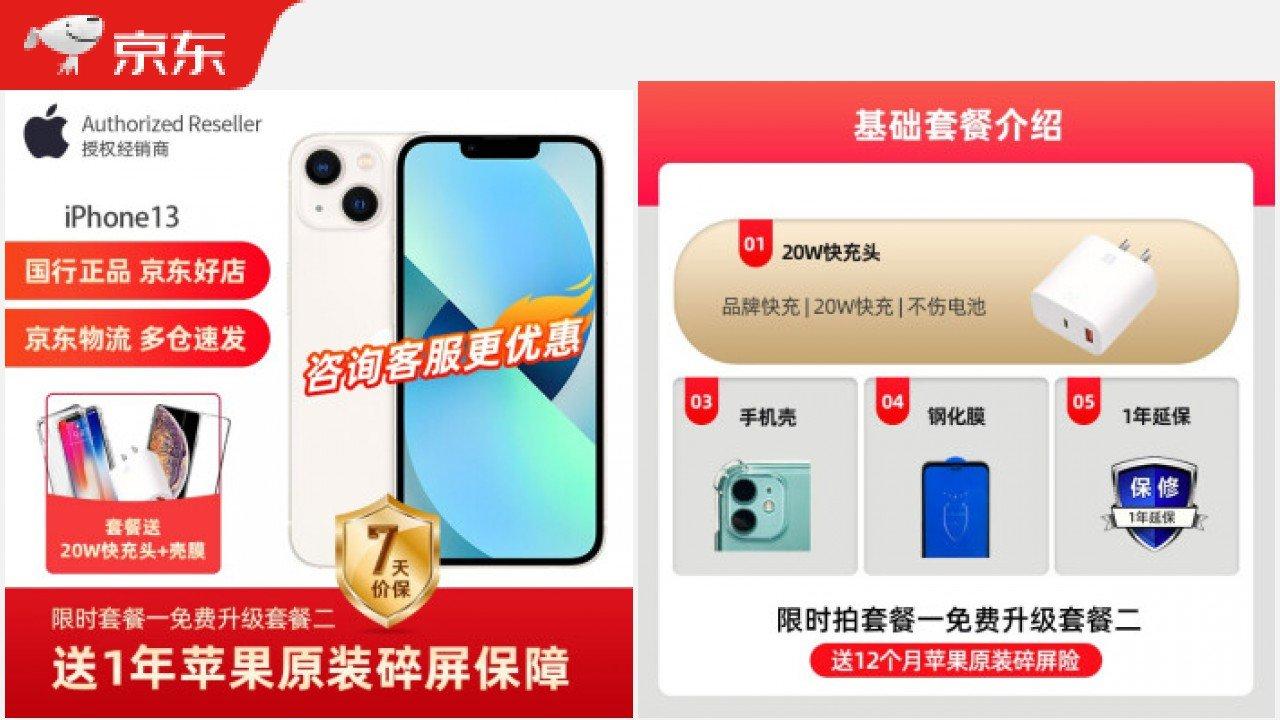 京东
Authorized Reseller
授权经销商
iPhone13
国行正品 京东好店
京东物流 多仓速发
咨询客服更优惠
套餐送
20W快充头+壳膜
7天
价保
限时套餐一免费升级套餐二
送1年苹果原装碎屏保障
基础套餐介绍
01
20W快充头
品牌快充|20W快充|不伤电池
03
手机壳
04
钢化膜
05
1年延保
保修
1年延保
限时拍套餐一免费升级套餐二
送12个月苹果原装碎屏险